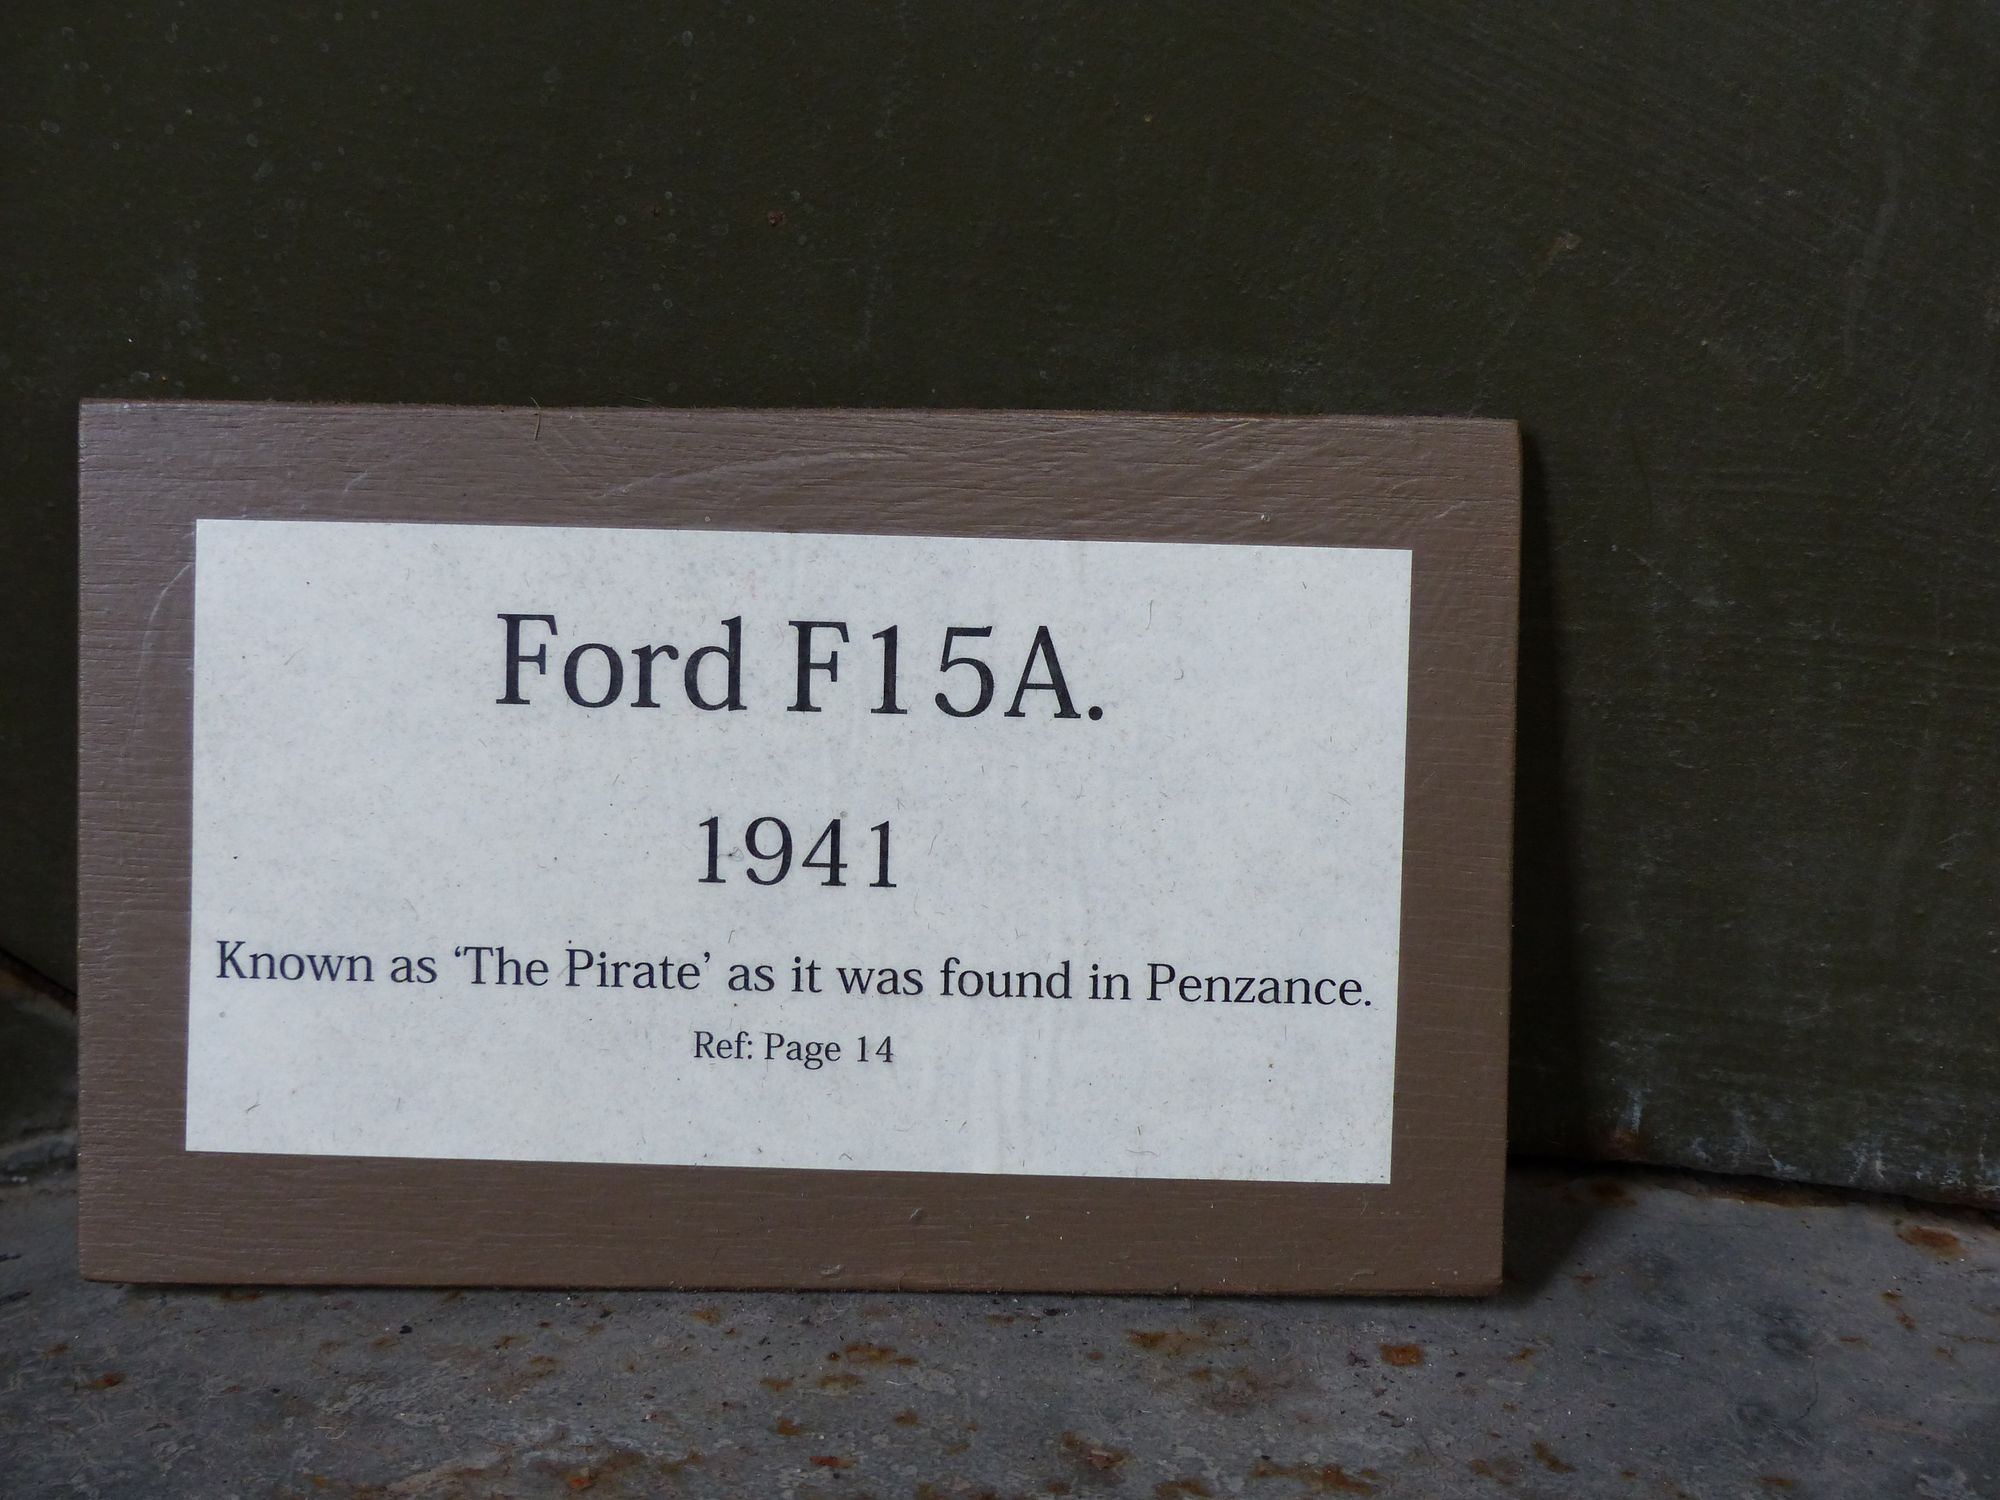 Ford F15A.
1941
Known as ‘The Pirate’ as it was found in Penzance.
Ref: Page 14